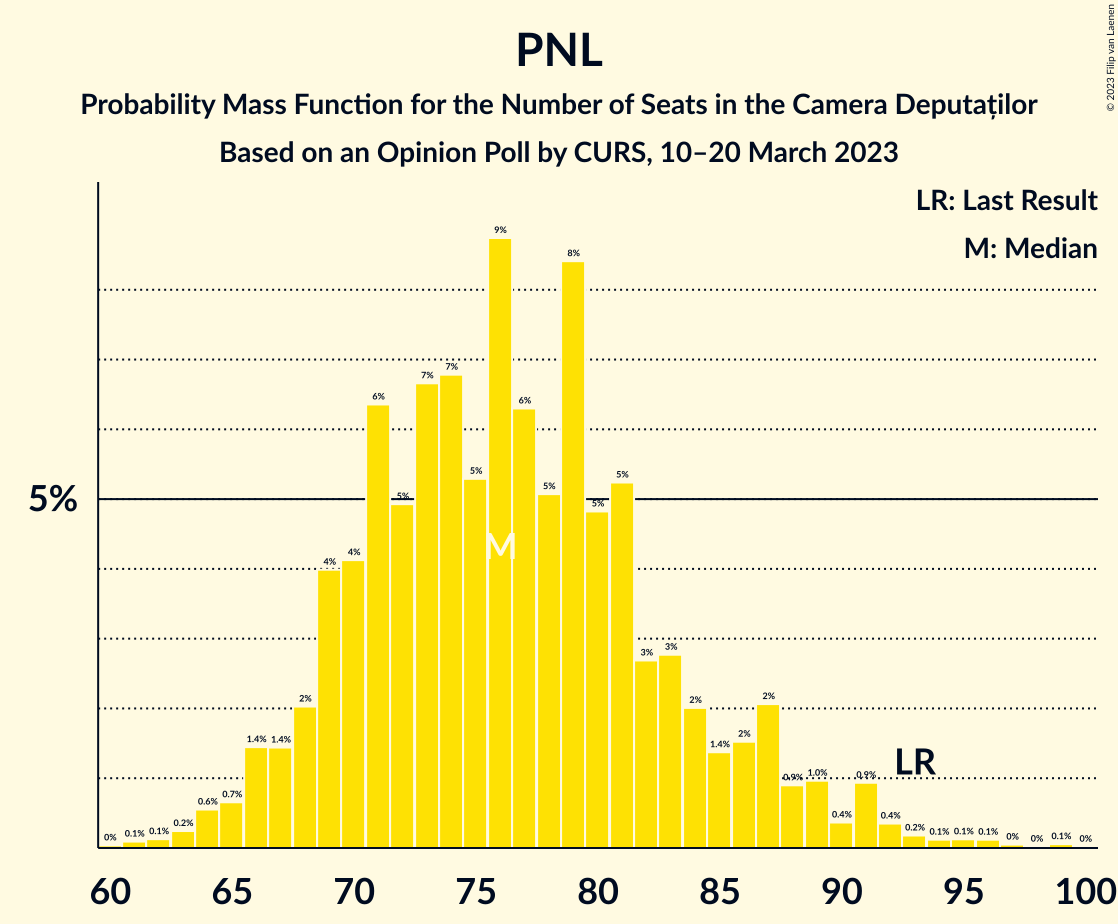 PNL
Probability Mass Function for the Number of Seats in the Camera Deputaților
Based on an Opinion Poll by CURS, 10–20 March 2023
© 2023 Filip van Laenen
LR: Last Result
M: Median
5%
0% 0.1% 0.1% 0.2% 0.6% 0.7% 1.4% 1.4% 2% 4% 4% 6% 5% 7% 7% 5% 9% 6% 5% 8% 5% 5% 3% 3% 2% 1.4% 2% 2% 0.9% 1.0% 0.4% 0.9% 0.4% 0.2% 0.1% 0.1% 0.1% 0% 0% 0.1% 0%
M
LR
60 65 70 75 80 85 90 95 100